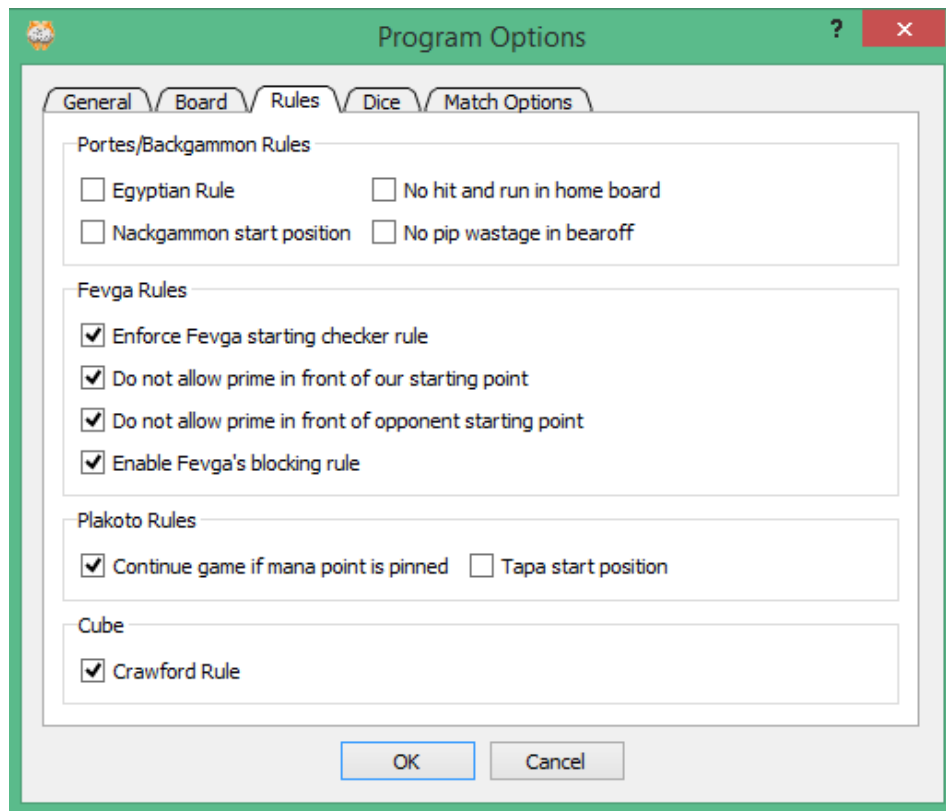 Program Options
?
General Board Rules Dice Match Options
Portes/Backgammon Rules
Egyptian Rule No hit and run in home board
Nackgammon start position No pip wastage in bearoff
Fevga Rules
Enforce Fevga starting checker rule
Do not allow prime in front of our starting point
Do not allow prime in front of opponent starting point
Enable Fevga's blocking rule
Plakoto Rules
Continue game if mana point is pinned Tapa start position
Cube
Crawford Rule
OK Cancel